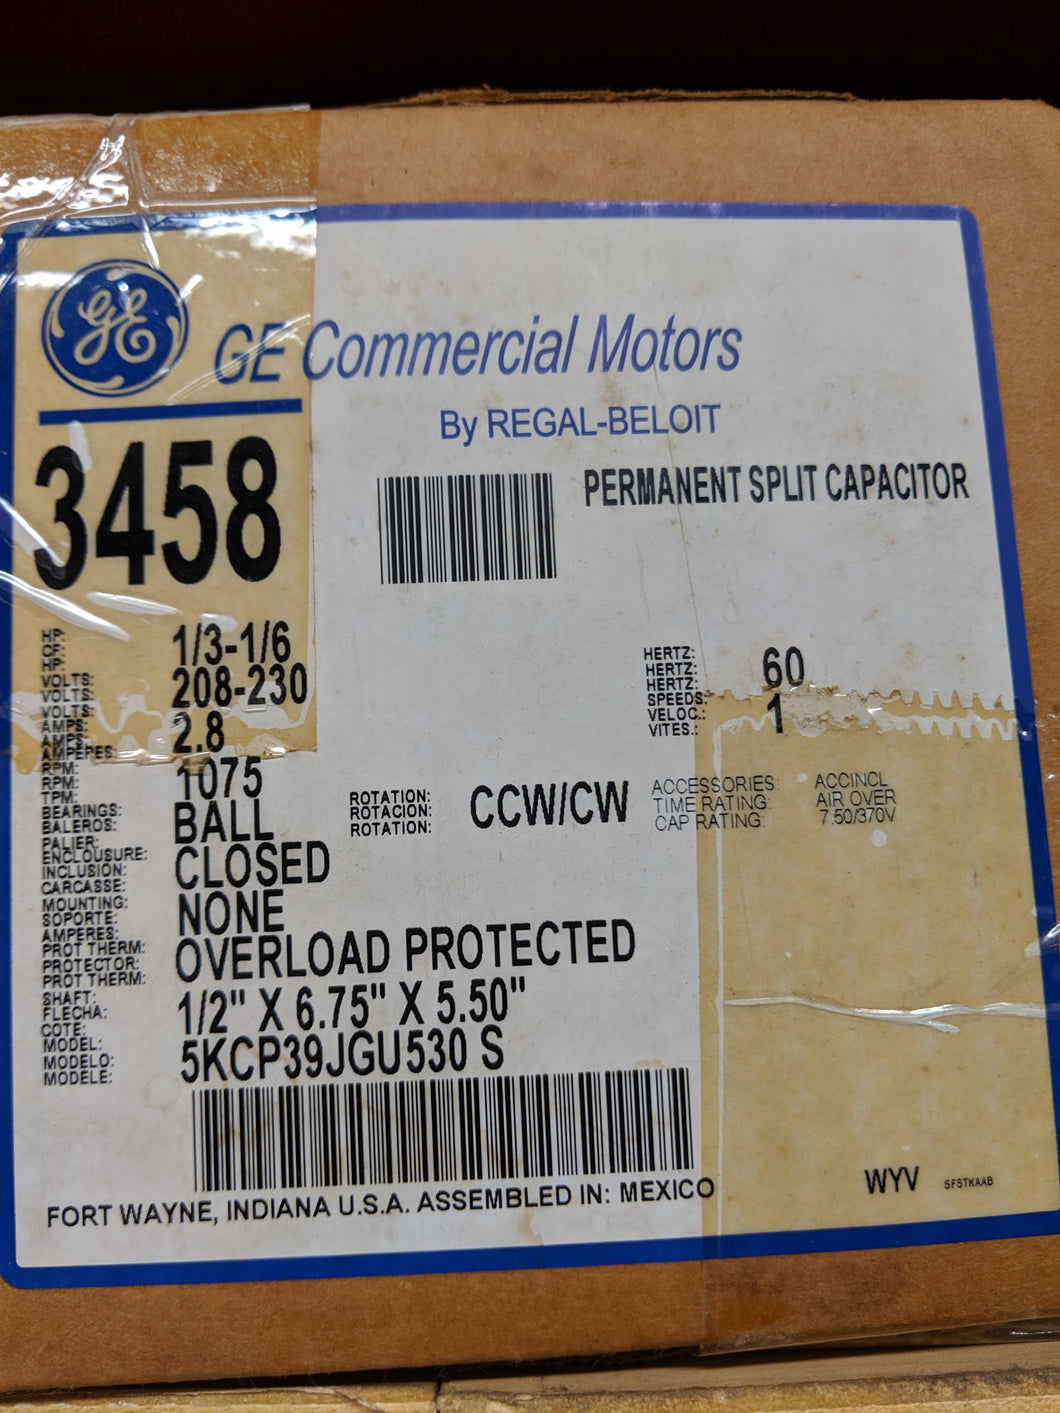 GE
GE Commercial Motors
By REGAL-BELOIT
3458
PERMANENT SPLIT CAPACITOR
HP:
CF:
HP:
1/3-1/6
VOLTS:
VOLTS:
VOLTS:
208-230
AMPS:
AMPS:
AMPERES:
2.8
RPM:
RPM:
TPM:
1075
BEARINGS:
BALEROS:
PALIER:
BALL
ENCLOUSURE:
INCLUSION:
CARCASSE:
CLOSED
MOUNTING:
SOPORTE:
AMPERES:
NONE
PROT THERM:
PROTECTOR:
PROT THERM:
OVERLOAD PROTECTED
SHAFT:
FLECHA:
COTE:
1/2" X 6.75" X 5.50"
MODEL:
MODELO:
MODELE:
5KCP39JGU530 S
HERTZ:
HERTZ:
HERTZ:
60
SPEEDS:
VELOC.:
VITES.:
1
ROTATION:
ROTACION:
ROTATION:
CCW/CW
ACCESSORIES: ACCINCL
TIME RATING: AIR OVER
CAP RATING: 7.50/370V
FORT WAYNE, INDIANA U.S.A. ASSEMBLED IN: MEXICO
WYV SFSTKAAB